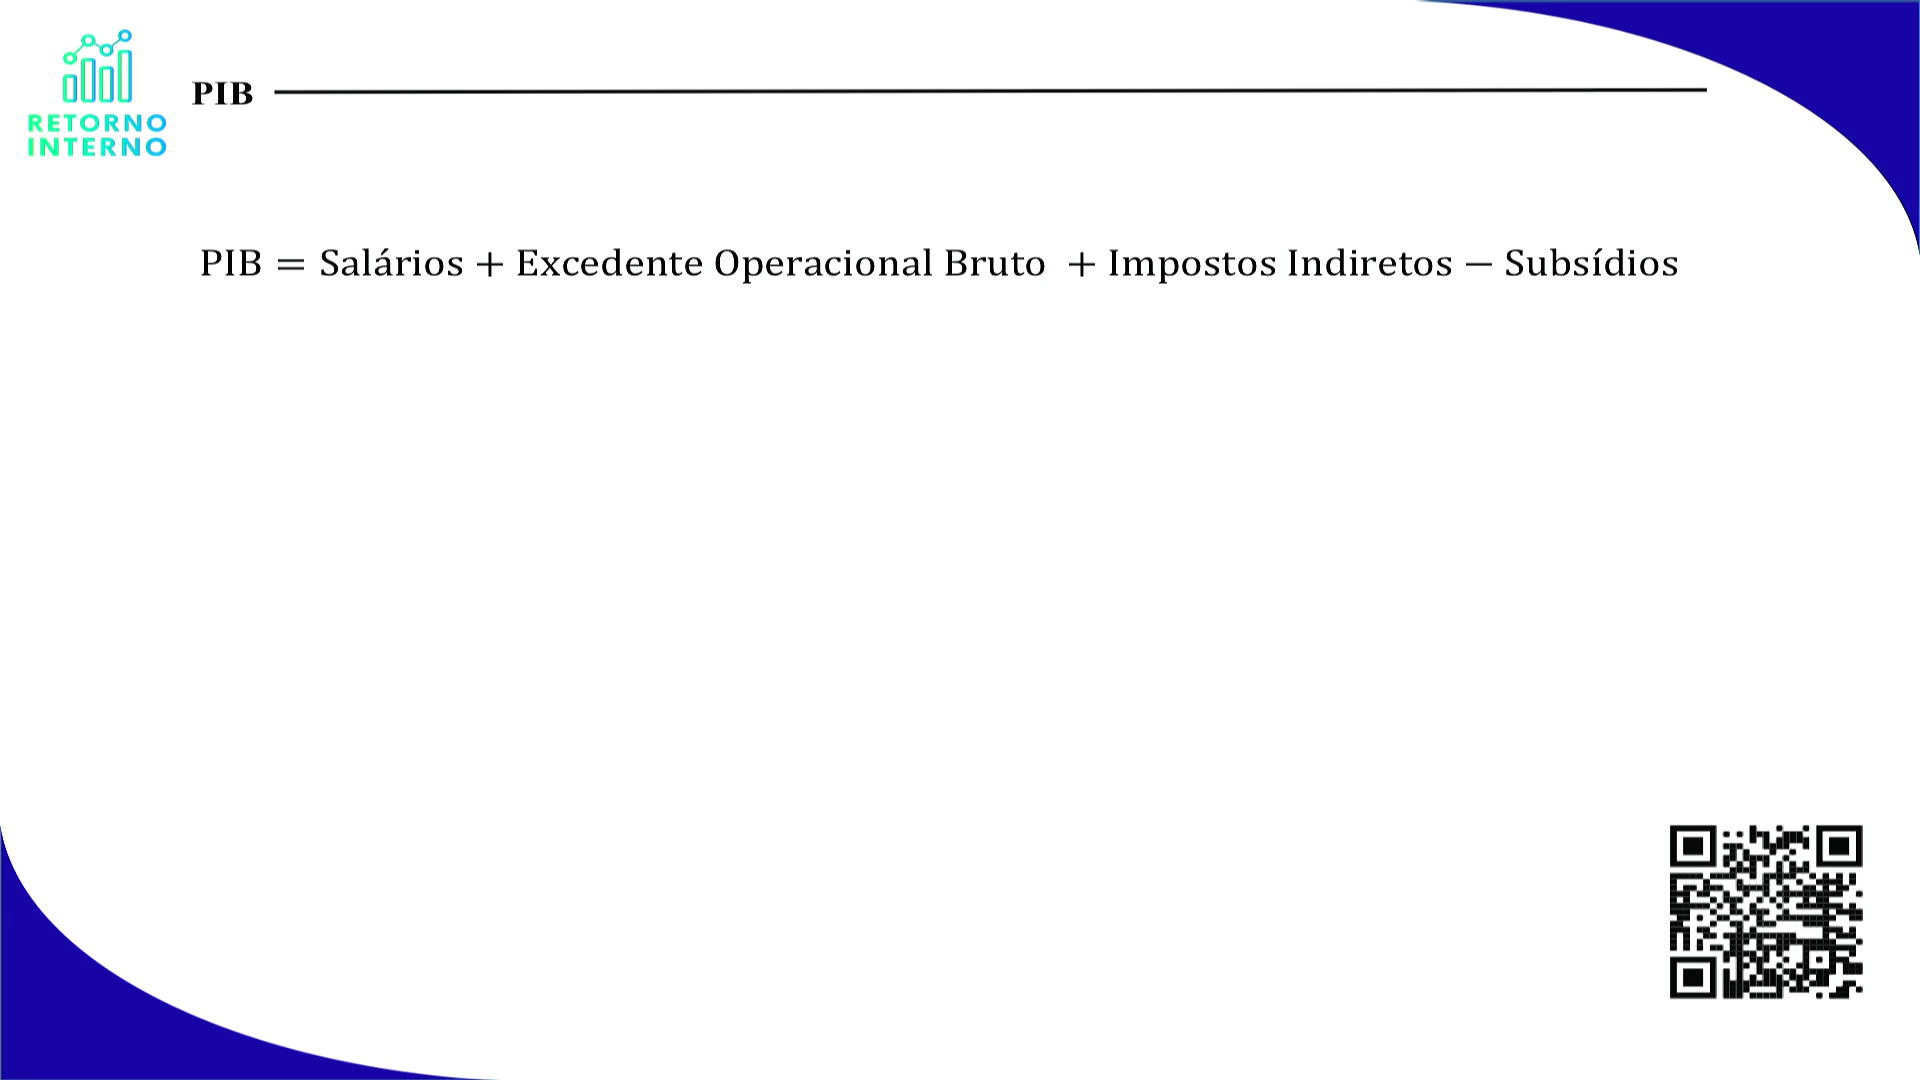 RETORNO
INTERNO
PIB
PIB = Salários + Excedente Operacional Bruto + Impostos Indiretos − Subsídios